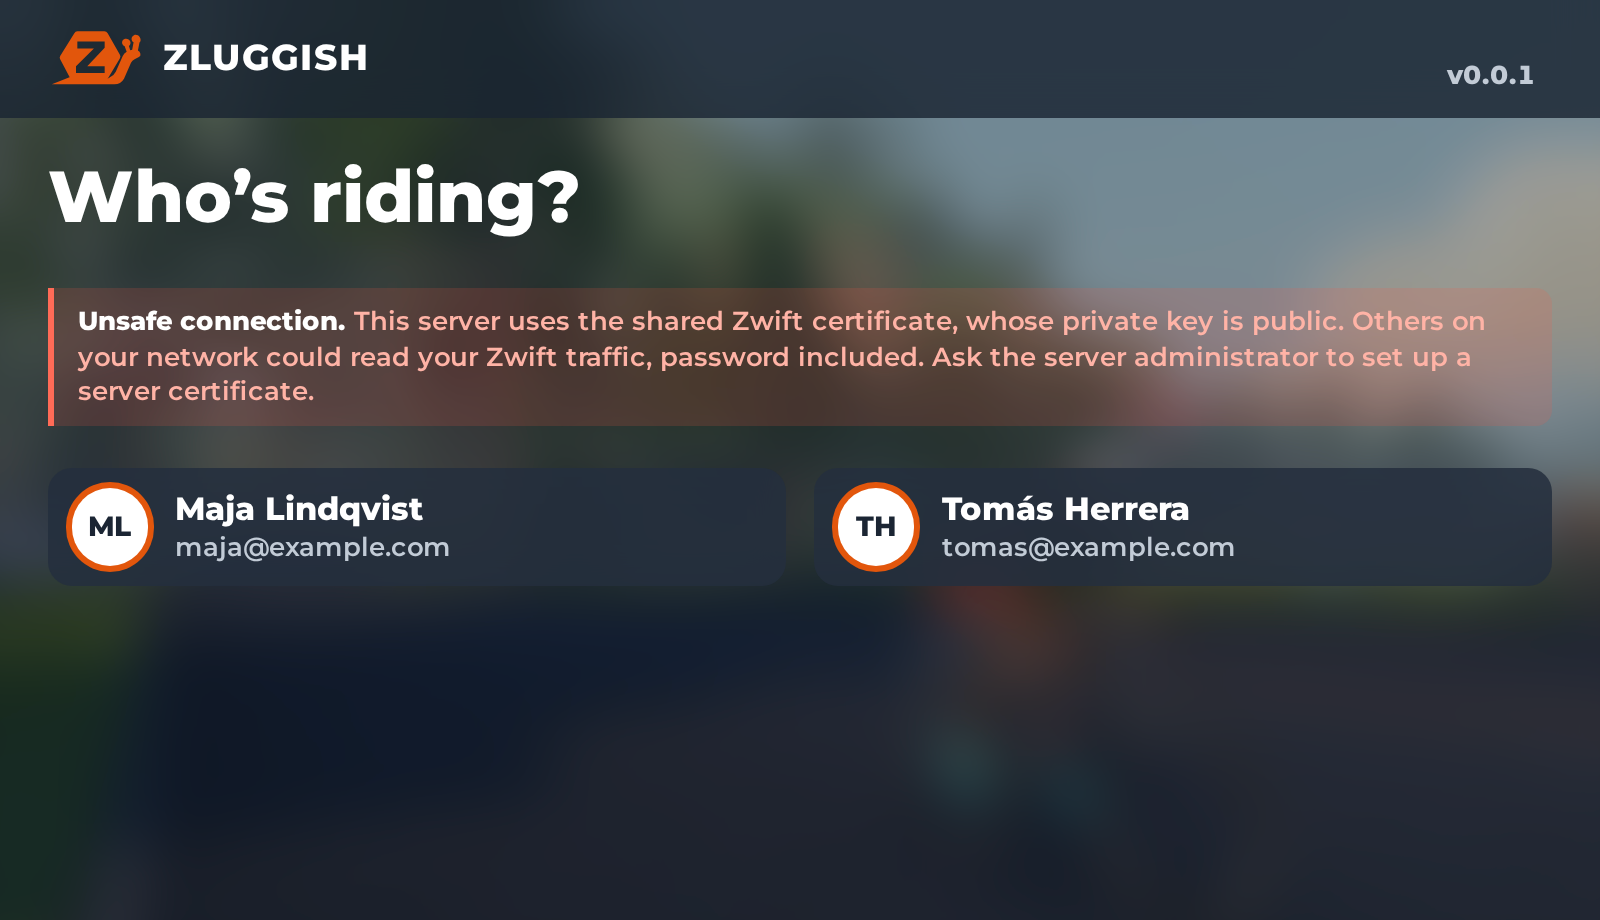 Z ZLUGGISH
v0.0.1
Who’s riding?
Unsafe connection. This server uses the shared Zwift certificate, whose private key is public. Others on
your network could read your Zwift traffic, password included. Ask the server administrator to set up a
server certificate.
ML Maja Lindqvist
maja@example.com
TH Tomás Herrera
tomas@example.com